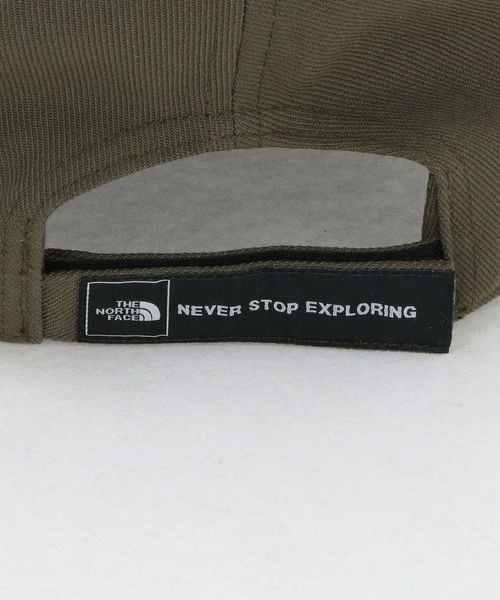 THE
NORTH
FACE
NEVER STOP EXPLORING